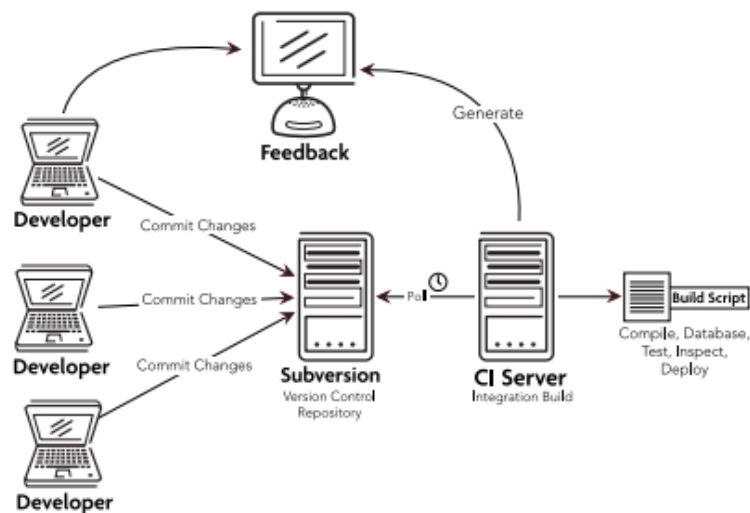 Generate
Feedback
Developer
Commit Changes
Commit Changes
Poll
Build Script
Compile, Database,
Test, Inspect,
Deploy
Developer
Commit Changes
Subversion
Version Control
Repository
CI Server
Integration Build
Developer